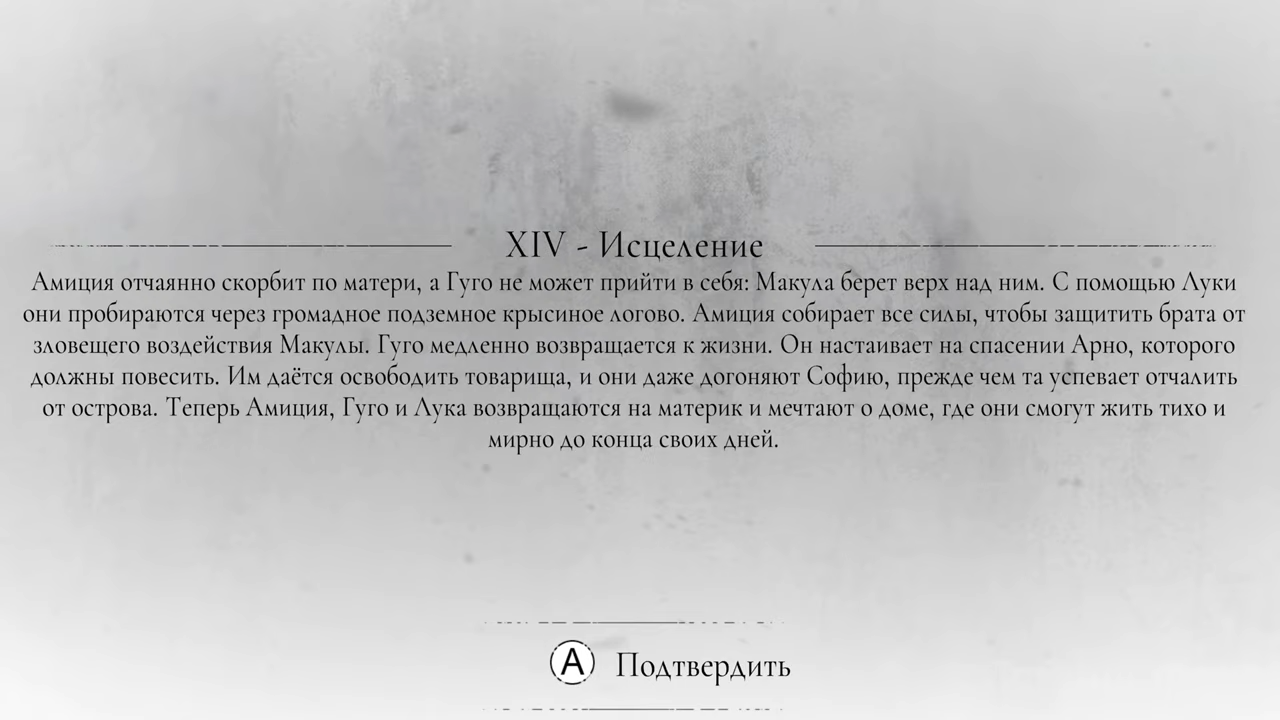 XIV - Исцеление
Амиция отчаянно скорбит по матери, а Гуго не может прийти в себя: Макула берет верх над ним. С помощью Луки
они пробираются через громадное подземное крысиное логово. Амиция собирает все силы, чтобы защитить брата от
зловещего воздействия Макулы. Гуго медленно возвращается к жизни. Он настаивает на спасении Арно, которого
должны повесить. Им даётся освободить товарища, и они даже догоняют Софию, прежде чем та успевает отчалить
от острова. Теперь Амиция, Гуго и Лука возвращаются на материк и мечтают о доме, где они смогут жить тихо и
мирно до конца своих дней.
A Подтвердить